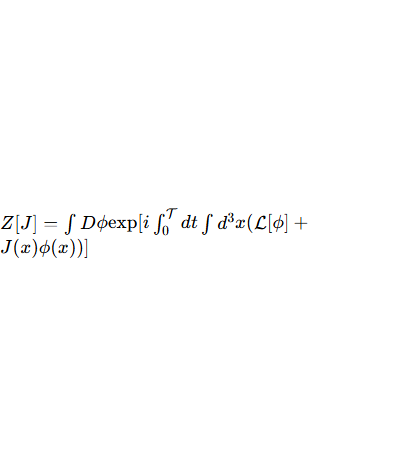 Z[J] = ∫ Dϕexp[i ∫₀^𝒯 dt ∫ d³x(ℒ[ϕ] +
J(x)ϕ(x))]